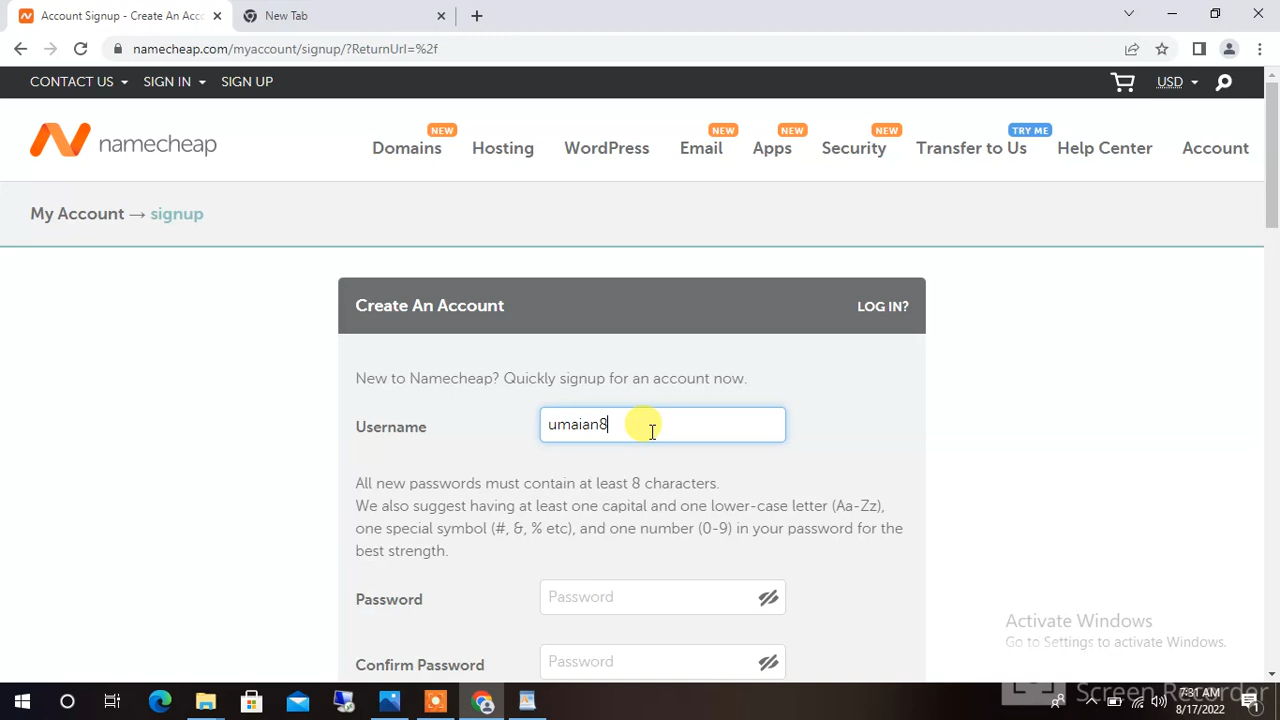 Account Signup - Create An Acco
New Tab
namecheap.com/myaccount/signup/?ReturnUrl=%2f
CONTACT US SIGN IN SIGN UP
USD
namecheap
Domains NEW Hosting WordPress Email NEW Apps NEW Security NEW Transfer to Us TRY ME Help Center Account
My Account → signup
Create An Account LOG IN?
New to Namecheap? Quickly signup for an account now.
Username umaian8
All new passwords must contain at least 8 characters.
We also suggest having at least one capital and one lower-case letter (Aa-Zz),
one special symbol (#, &, % etc), and one number (0-9) in your password for the
best strength.
Password Password
Confirm Password Password
Activate Windows
Go to Settings to activate Windows.
Screen Recorder
7:31 AM
8/17/2022
1